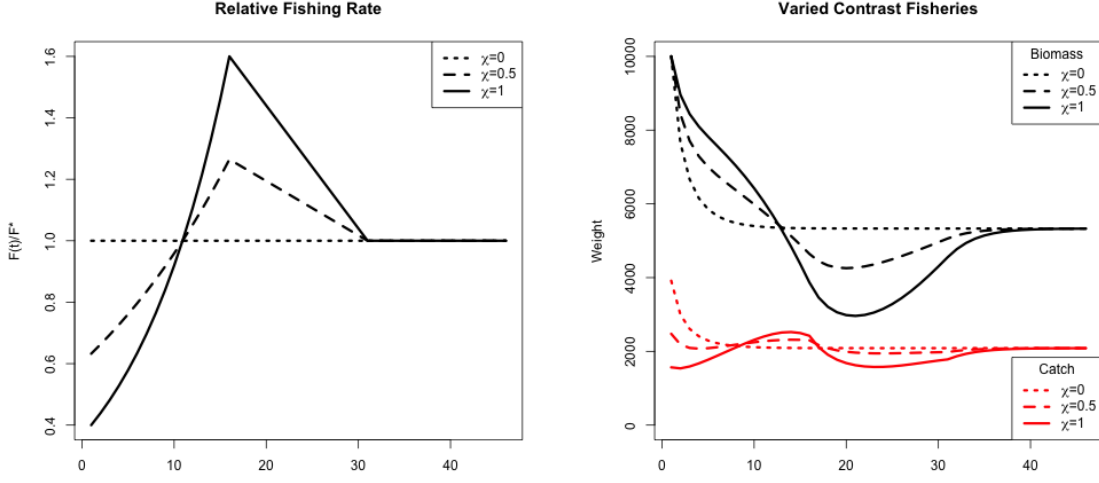 Relative Fishing Rate
F(t)/F*
0.4 0.6 0.8 1.0 1.2 1.4 1.6
0 10 20 30 40
χ=0
χ=0.5
χ=1
Varied Contrast Fisheries
Weight
0 2000 4000 6000 8000 10000
0 10 20 30 40
Biomass
χ=0
χ=0.5
χ=1
Catch
χ=0
χ=0.5
χ=1